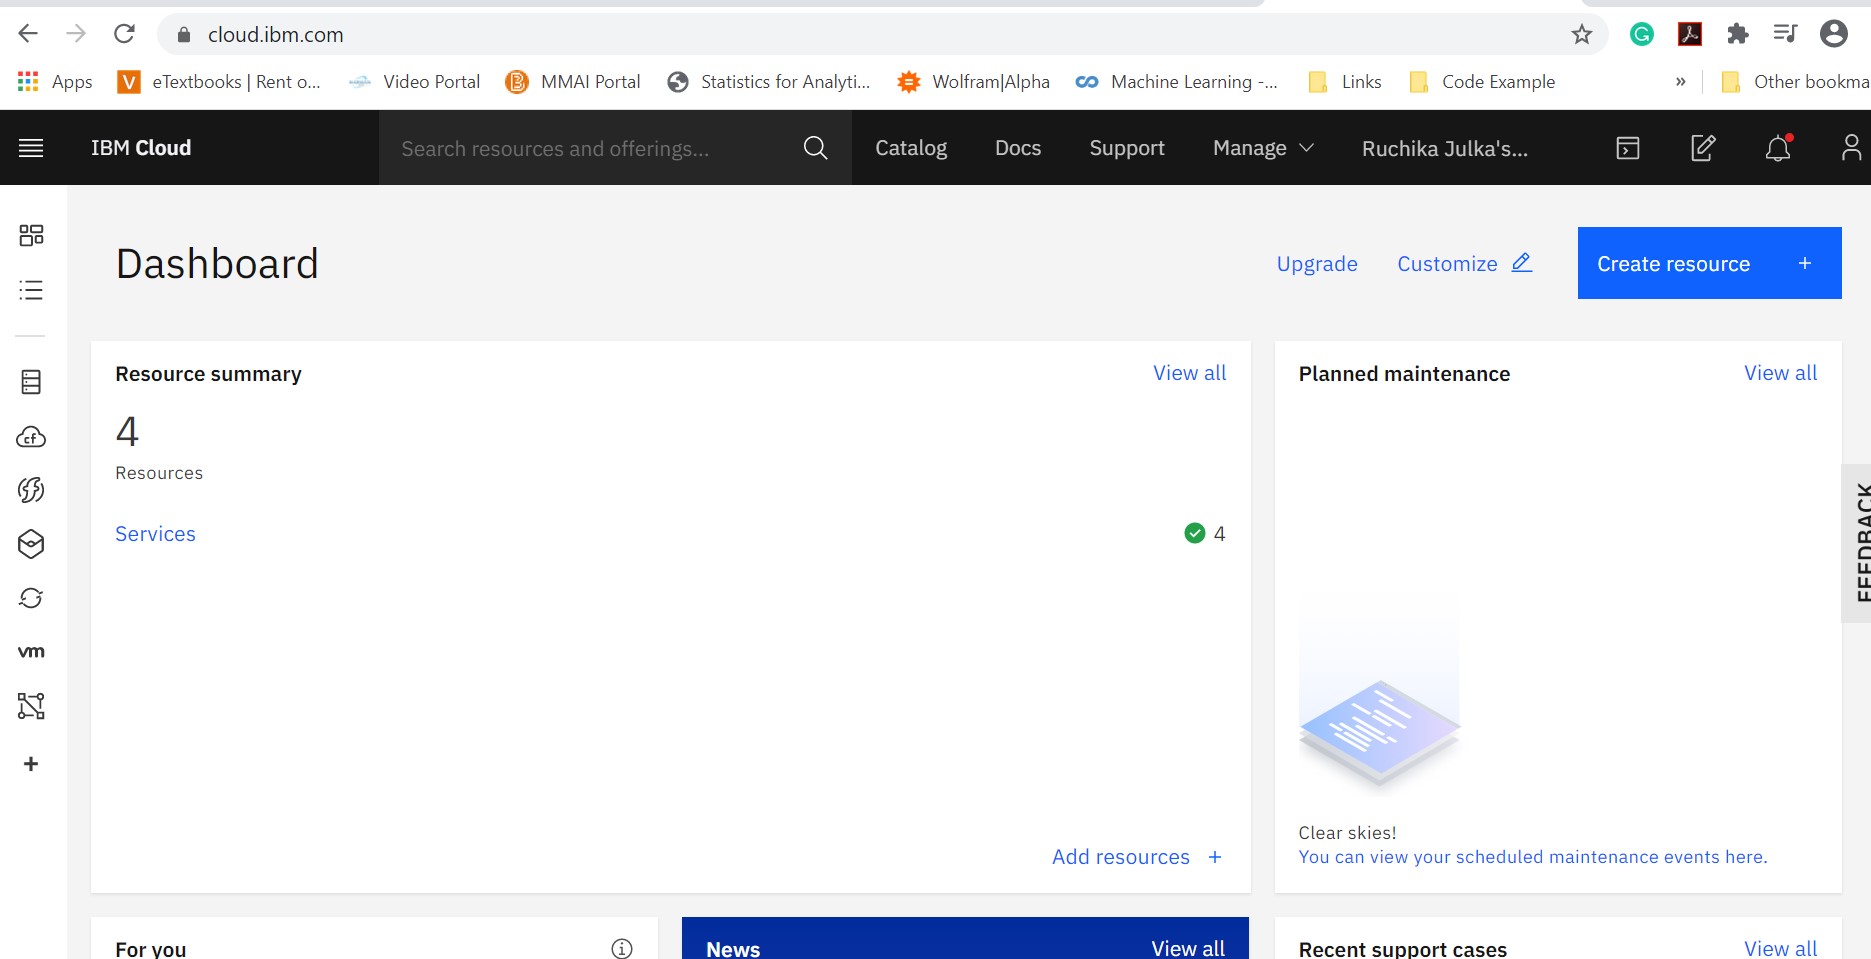 cloud.ibm.com
Apps
eTextbooks | Rent o...
Video Portal
MMAI Portal
Statistics for Analyti...
Wolfram|Alpha
Machine Learning -...
Links
Code Example
»
Other bookma
IBM Cloud
Search resources and offerings...
Catalog
Docs
Support
Manage
Ruchika Julka's...
Dashboard
Upgrade
Customize
Create resource +
Resource summary
View all
4
Resources
Services
4
Add resources +
Planned maintenance
View all
Clear skies!
You can view your scheduled maintenance events here.
FEEDBACK
cf
vm
+
For you
News
View all
Recent support cases
View all